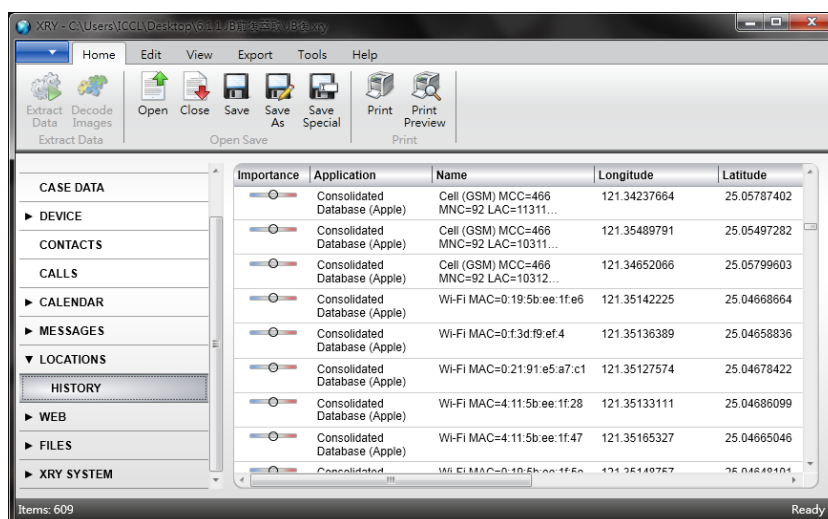 XRY - C:\Users\ICCL\Desktop\6.1.1JB
Home Edit View Export Tools Help
Extract Data
Decode Images
Open
Close
Save
Save As
Save Special
Print
Print Preview
Extract Data
Open Save
Print
CASE DATA
DEVICE
CONTACTS
CALLS
CALENDAR
MESSAGES
LOCATIONS
HISTORY
WEB
FILES
XRY SYSTEM
Importance Application Name Longitude Latitude
Consolidated Cell (GSM) MCC=466 121.34237664 25.05787402
Database (Apple) MNC=92 LAC=11311...
Consolidated Cell (GSM) MCC=466 121.35489791 25.05497282
Database (Apple) MNC=92 LAC=10311...
Consolidated Cell (GSM) MCC=466 121.34652066 25.05799603
Database (Apple) MNC=92 LAC=10312...
Consolidated Wi-Fi MAC=0:19:5b:ee:1f:e6 121.35142225 25.04668664
Database (Apple)
Consolidated Wi-Fi MAC=0:f:3d:f9:ef:4 121.35136389 25.04658836
Database (Apple)
Consolidated Wi-Fi MAC=0:21:91:e5:a7:c1 121.35127574 25.04678422
Database (Apple)
Consolidated Wi-Fi MAC=4:11:5b:ee:1f:28 121.35133111 25.04686099
Database (Apple)
Consolidated Wi-Fi MAC=4:11:5b:ee:1f:47 121.35165327 25.04665046
Database (Apple)
Consolidated 121.35148757 25.04648101
Items: 609
Ready